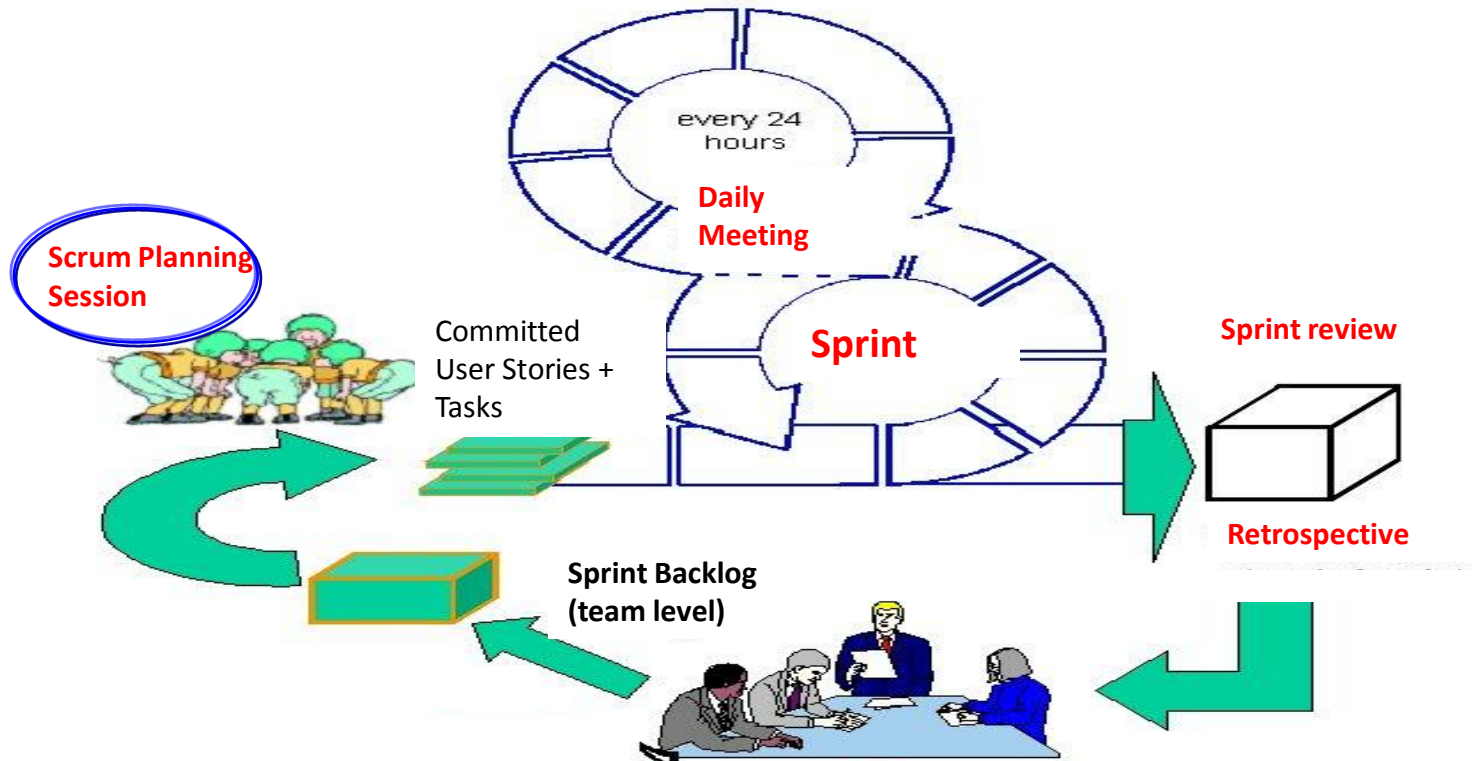 every 24
hours
Daily
Meeting
Scrum Planning
Session
Committed
User Stories +
Tasks
Sprint
Sprint review
Retrospective
Sprint Backlog
(team level)